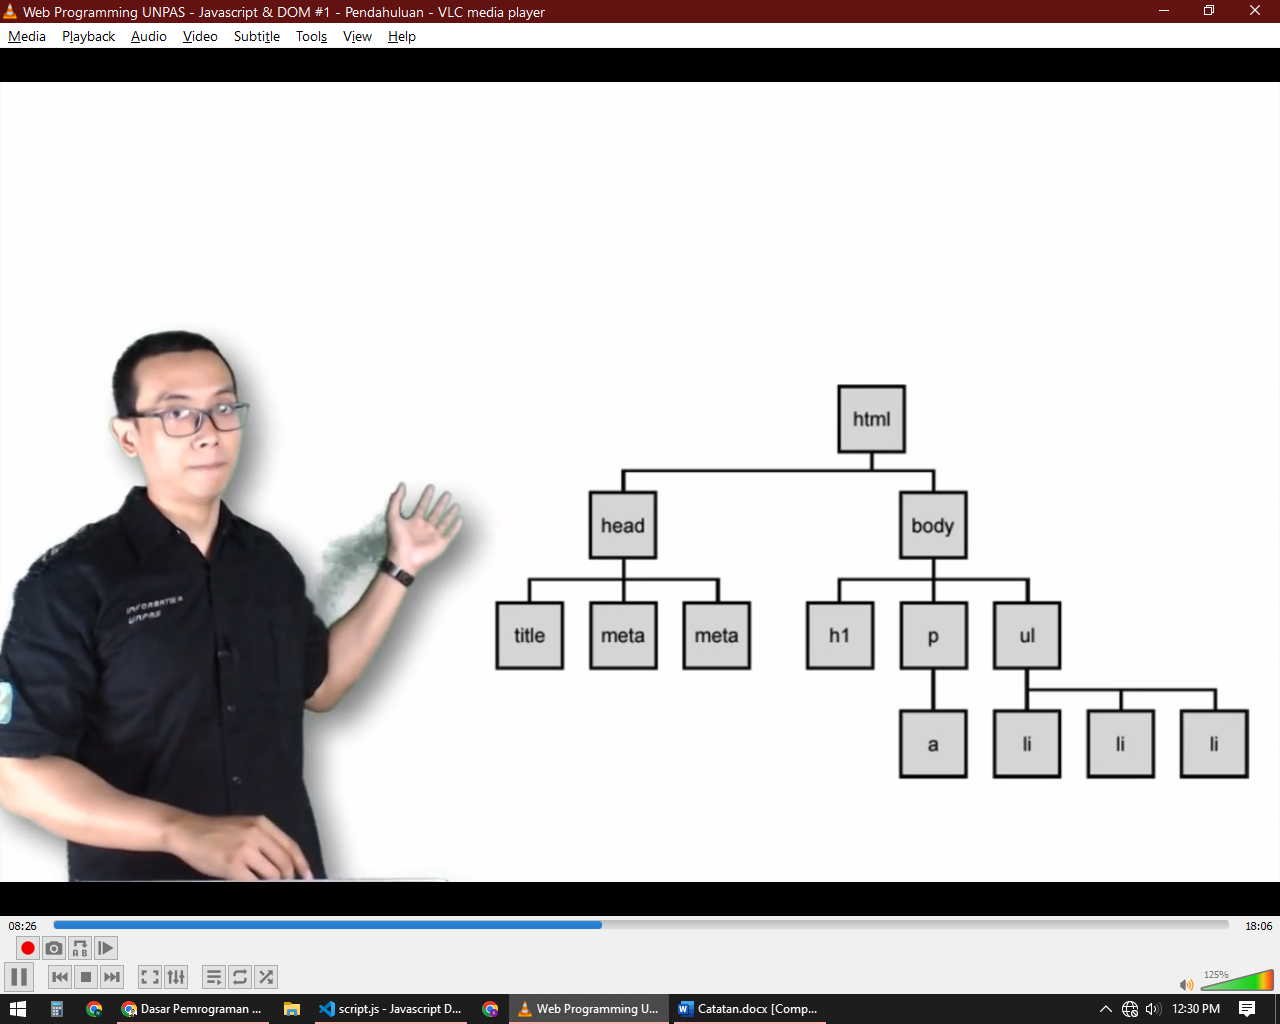 Web Programming UNPAS - Javascript & DOM #1 - Pendahuluan - VLC media player
Media Playback Audio Video Subtitle Tools View Help
html
head body
title meta meta h1 p ul
a li li li
INFORMATIKA
UNPAS
08:26 18:06
A B
125%
Dasar Pemrograman ... script.js - Javascript D... Web Programming U... Catatan.docx [Comp... 12:30 PM